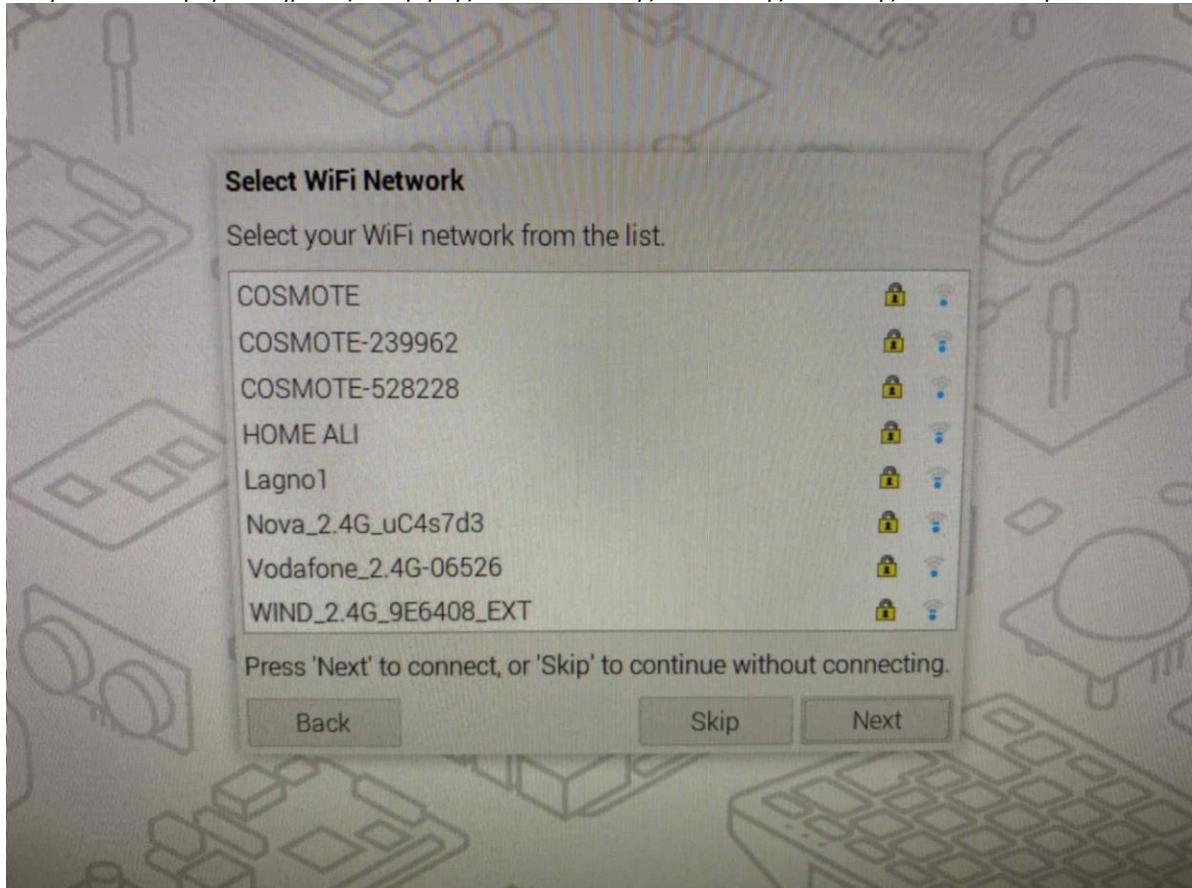 Select WiFi Network
Select your WiFi network from the list.
COSMOTE
COSMOTE-239962
COSMOTE-528228
HOME ALI
Lagno1
Nova_2.4G_uC4s7d3
Vodafone_2.4G-06526
WIND_2.4G_9E6408_EXT
Press 'Next' to connect, or 'Skip' to continue without connecting.
Back
Skip
Next